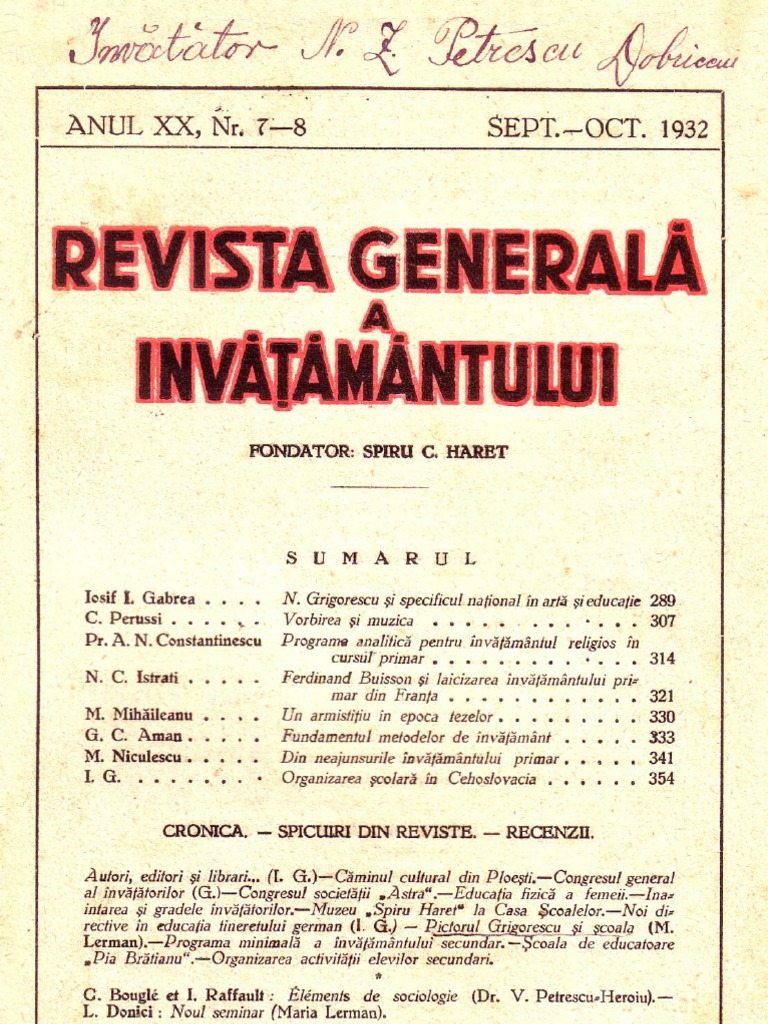 Invătător N. Z. Petrescu
ANUL XX, Nr. 7—8 SEPT.—OCT. 1932
REVISTA GENERALĂ
A
INVĂȚĂMÂNTULUI
FONDATOR: SPIRU C. HARET
SUMARUL
Iosif I. Gabrea . . . . N. Grigorescu și specificul național în artă și educație 289
C. Perussi . . . . . . Vorbirea și muzica . . . . . . . . . . . 307
Pr. A. N. Constantinescu Programa analitică pentru învățământul religios în
cursul primar . . . . . . . . . . . 314
N. C. Istrati . . . . . Ferdinand Buisson și laicizarea învățământului pri-
mar din Franța . . . . . . . . . . 321
M. Mihăileanu . . . . Un armistițiu în epoca tezelor . . . . . . . . . 330
G. C. Aman . . . . . Fundamentul metodelor de învățământ . . . . . 333
M. Niculescu . . . . . Din neajunsurile învățământului primar . . . . . 341
I. G. . . . . . . . . Organizarea școlară în Cehoslovacia . . . . . . 354
CRONICA. — SPICUIRI DIN REVISTE. — RECENZII.
Autori, editori și librari... (I. G.)—Căminul cultural din Ploești.—Congresul general
al învățătorilor (G.)—Congresul societății „Astra".—Educația fizică a femeii.—Ina-
intarea și gradele învățătorilor.—Muzeu „Spiru Haret" la Casa Școalelor.—Noi di-
rective în educația tineretului german (I. G.) — Pictorul Grigorescu și școala (M.
Lerman).—Programa minimală a învățământului secundar.—Școala de educatoare
„Pia Brătianu".—Organizarea activității elevilor secundari.
*
C. Bouglé et I. Raffault : Éléments de sociologie (Dr. V. Petrescu-Heroiu).—
L. Donici : Noul seminar (Maria Lerman).